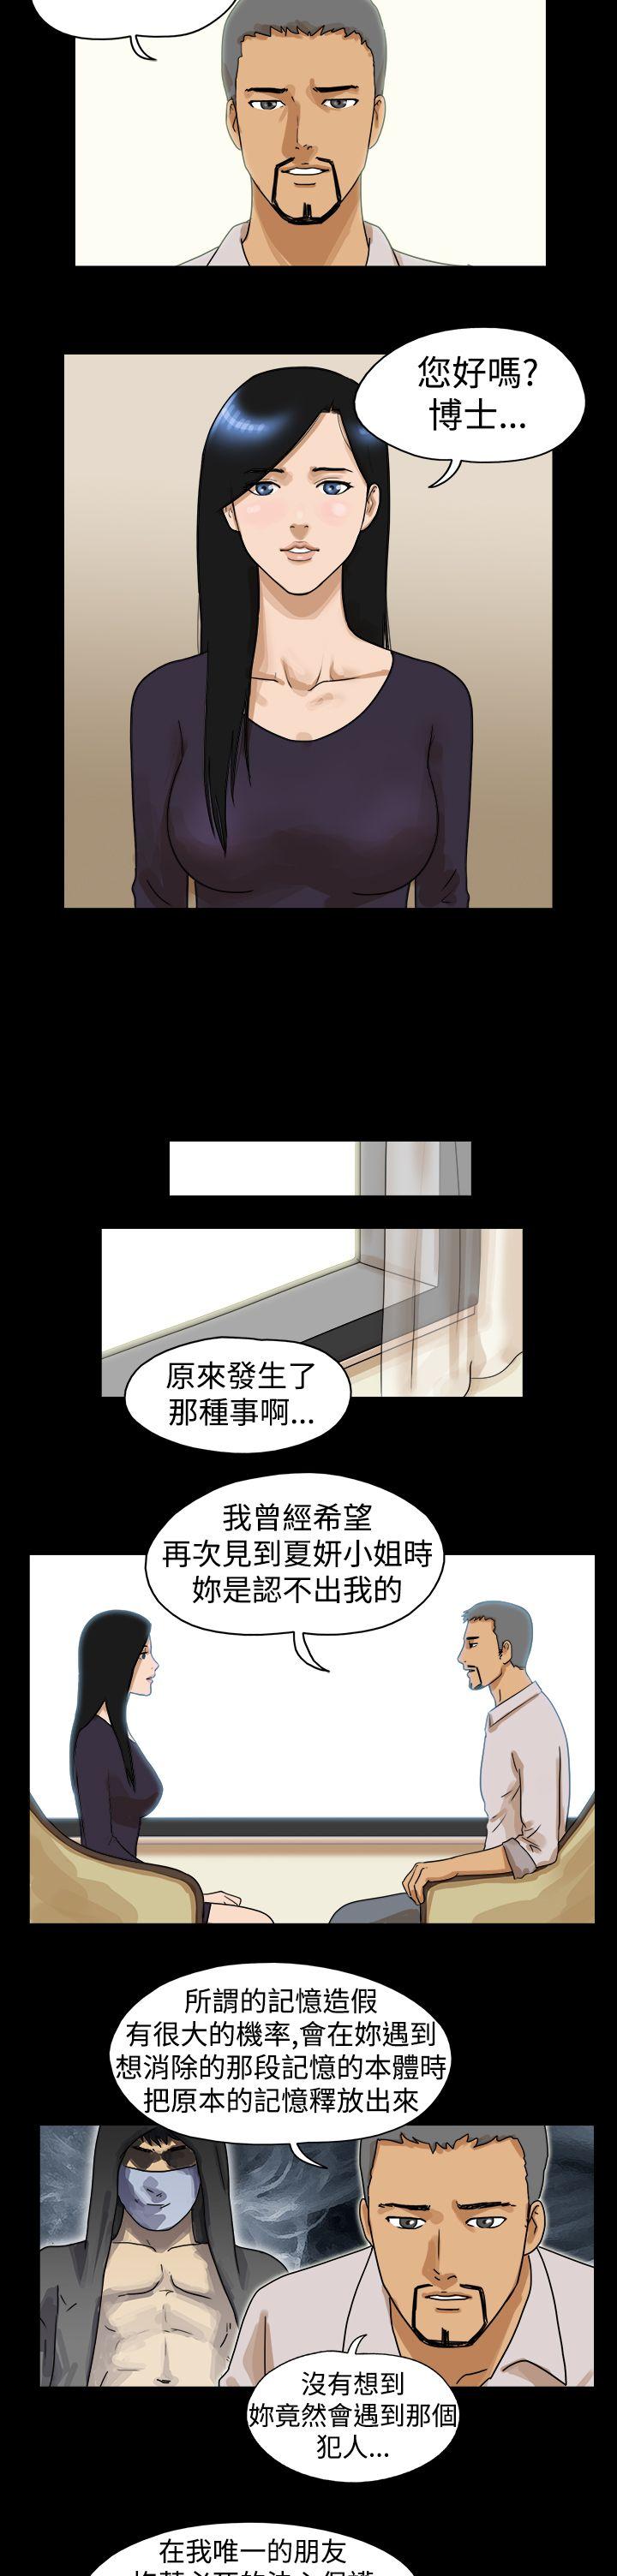 您好嗎?
博士...
原來發生了
那種事啊...
我曾經希望
再次見到夏妍小姐時
妳是認不出我的
所謂的記憶造假
有很大的機率,會在妳遇到
想消除的那段記憶的本體時
把原本的記憶釋放出來
沒有想到
妳竟然會遇到那個
犯人...
在我唯一的朋友